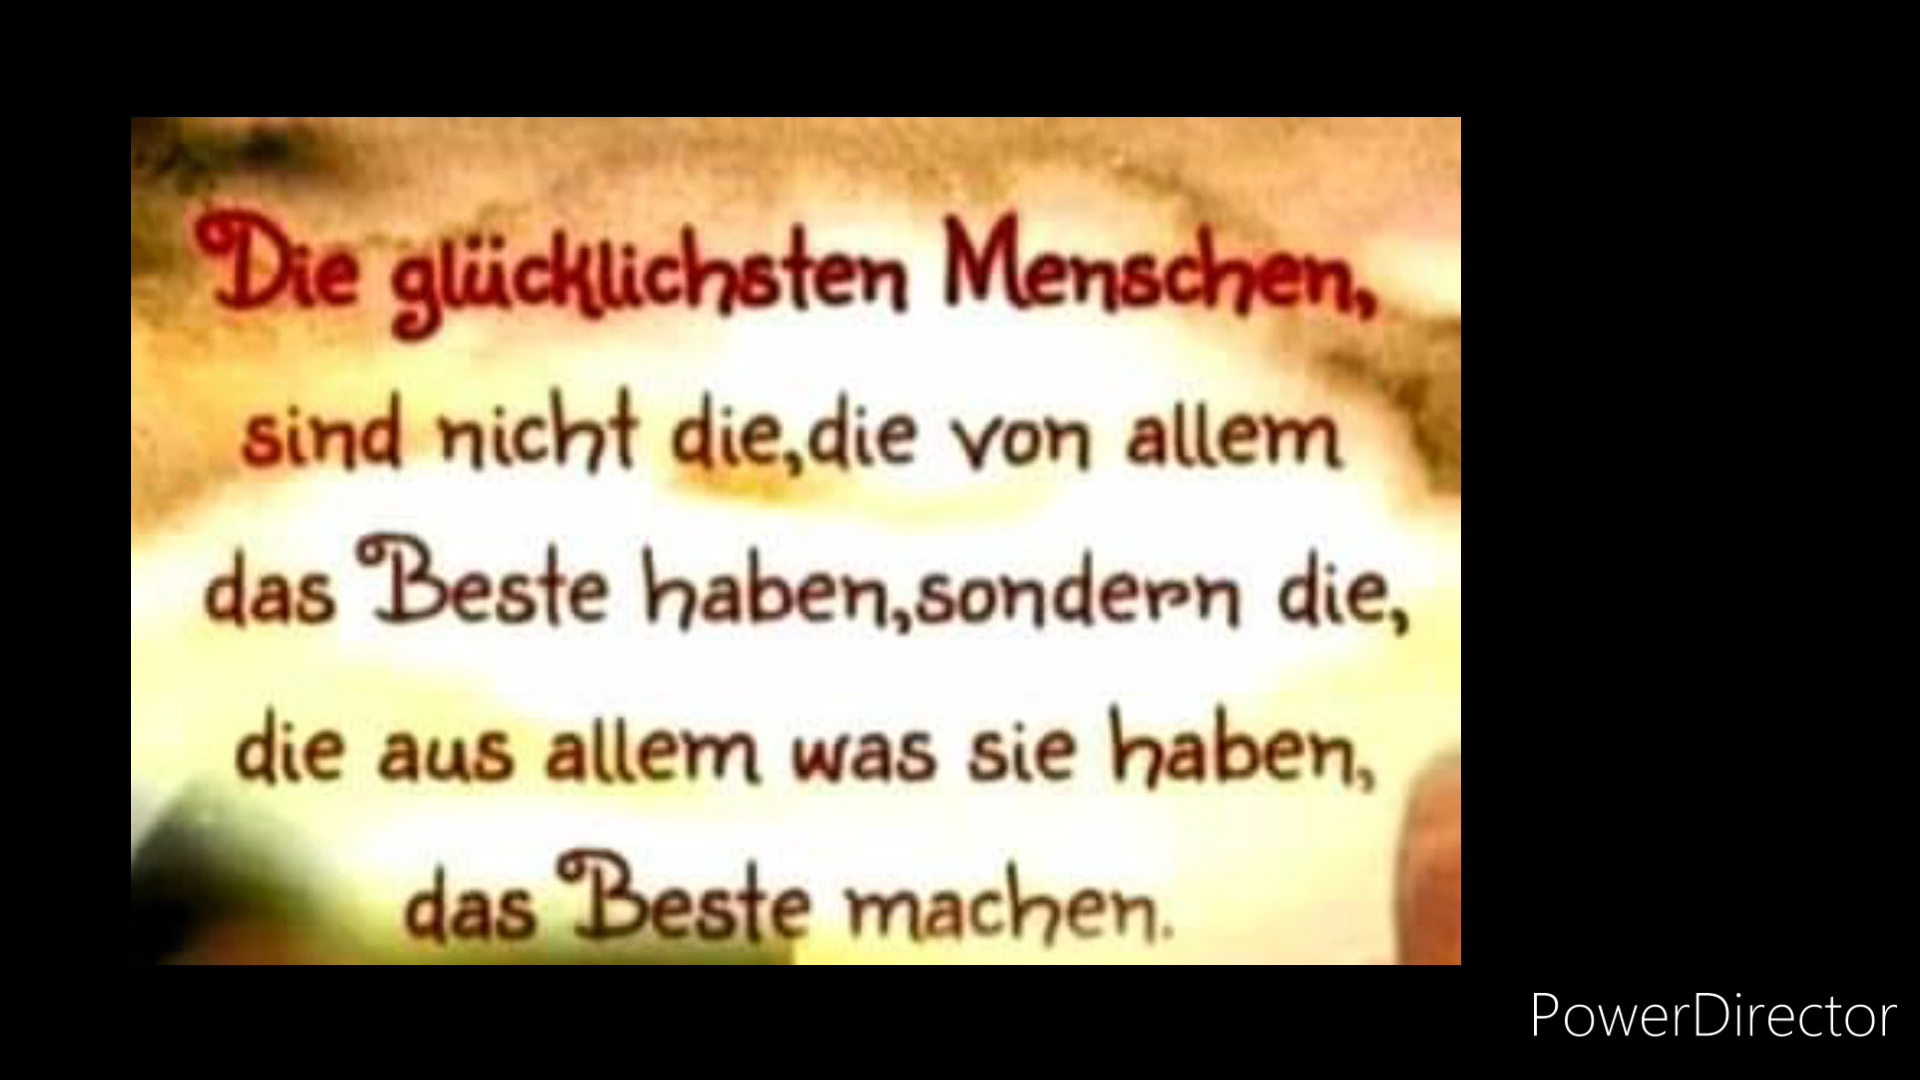 Die glücklichsten Menschen,
sind nicht die,die von allem
das Beste haben,sondern die,
die aus allem was sie haben,
das Beste machen.
PowerDirector